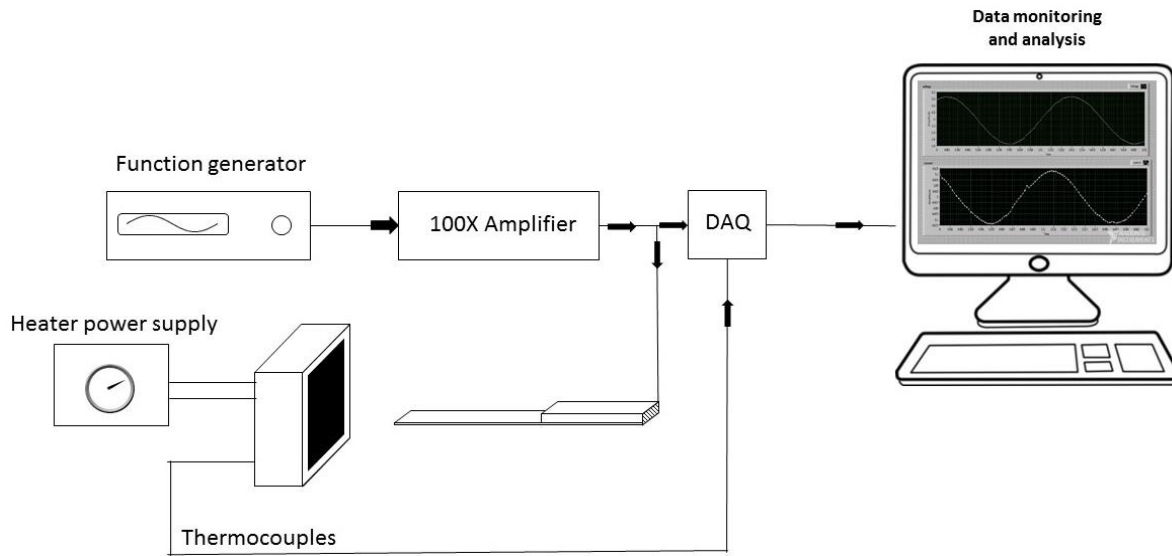 Data monitoring
and analysis
Function generator
100X Amplifier
DAQ
Heater power supply
Thermocouples